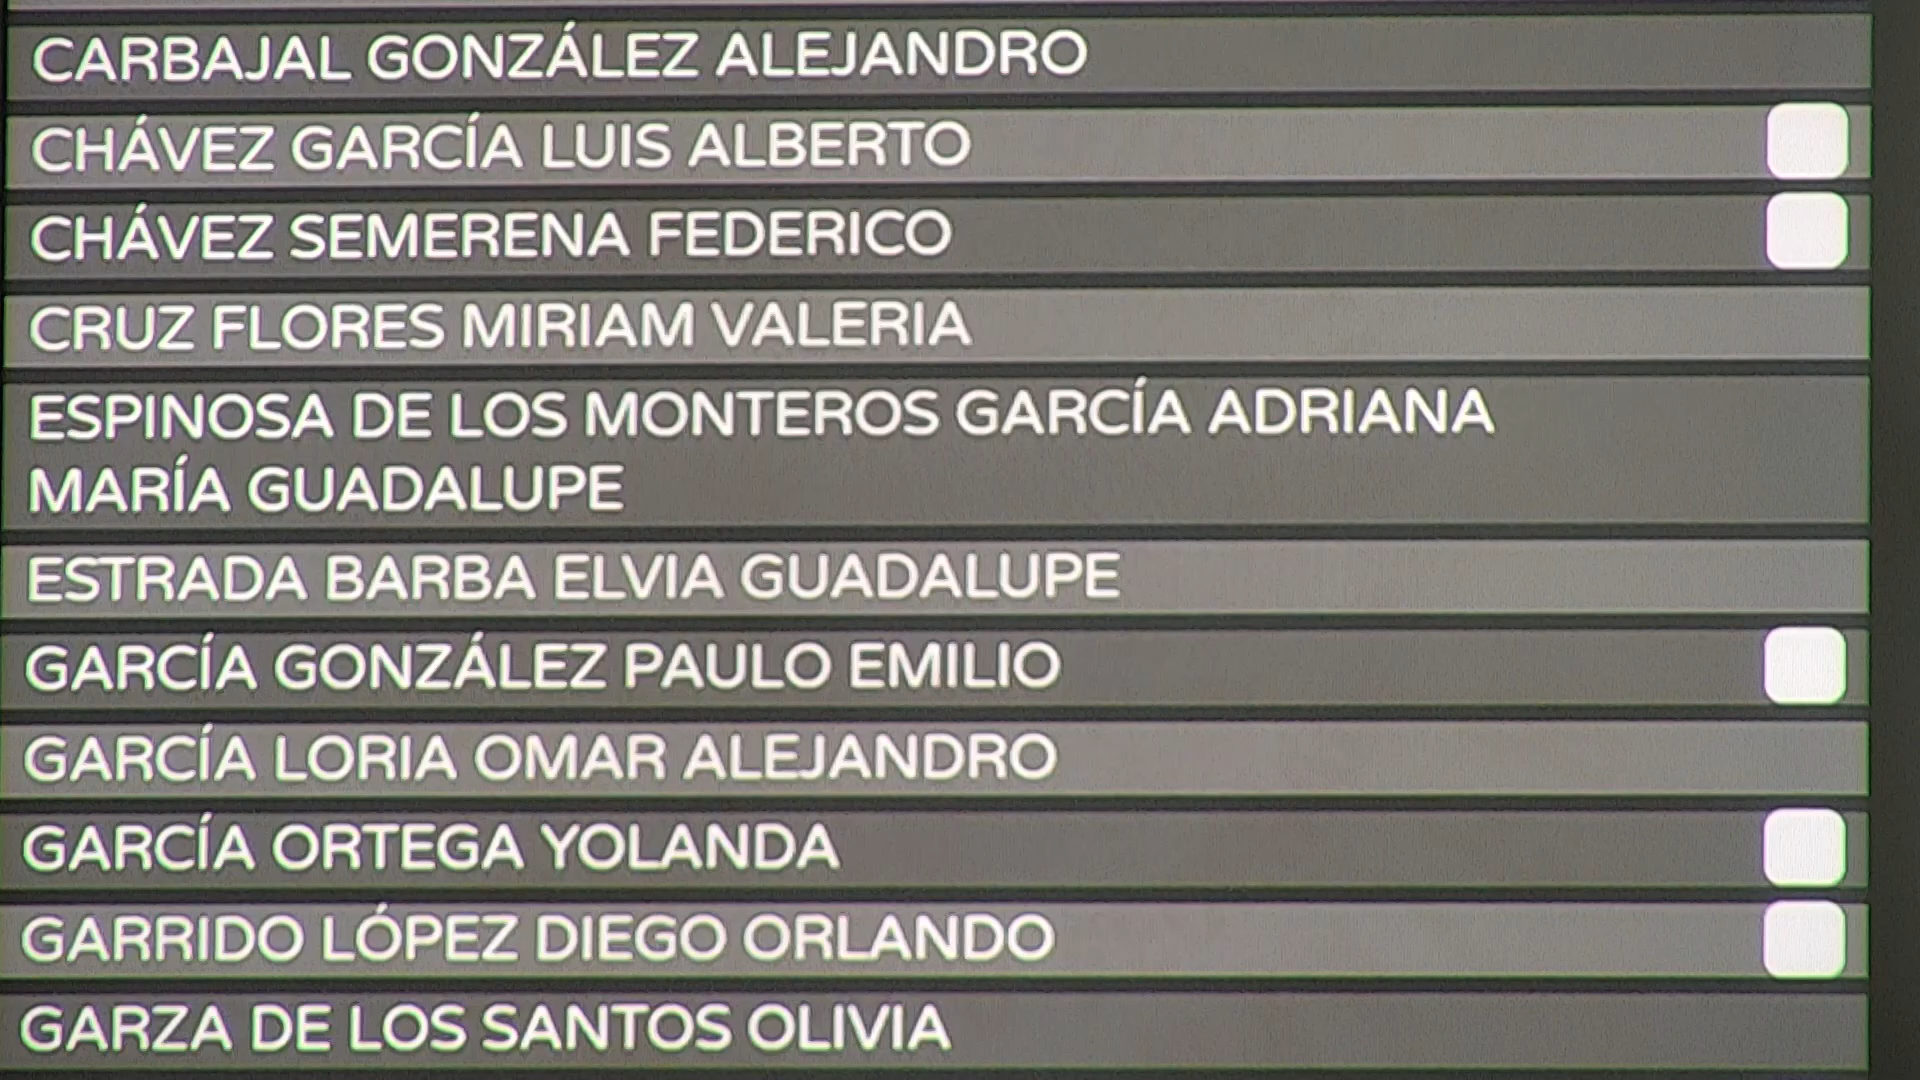 CARBAJAL GONZÁLEZ ALEJANDRO
CHÁVEZ GARCÍA LUIS ALBERTO
CHÁVEZ SEMERENA FEDERICO
CRUZ FLORES MIRIAM VALERIA
ESPINOSA DE LOS MONTEROS GARCÍA ADRIANA
MARÍA GUADALUPE
ESTRADA BARBA ELVIA GUADALUPE
GARCÍA GONZÁLEZ PAULO EMILIO
GARCÍA LORIA OMAR ALEJANDRO
GARCÍA ORTEGA YOLANDA
GARRIDO LÓPEZ DIEGO ORLANDO
GARZA DE LOS SANTOS OLIVIA